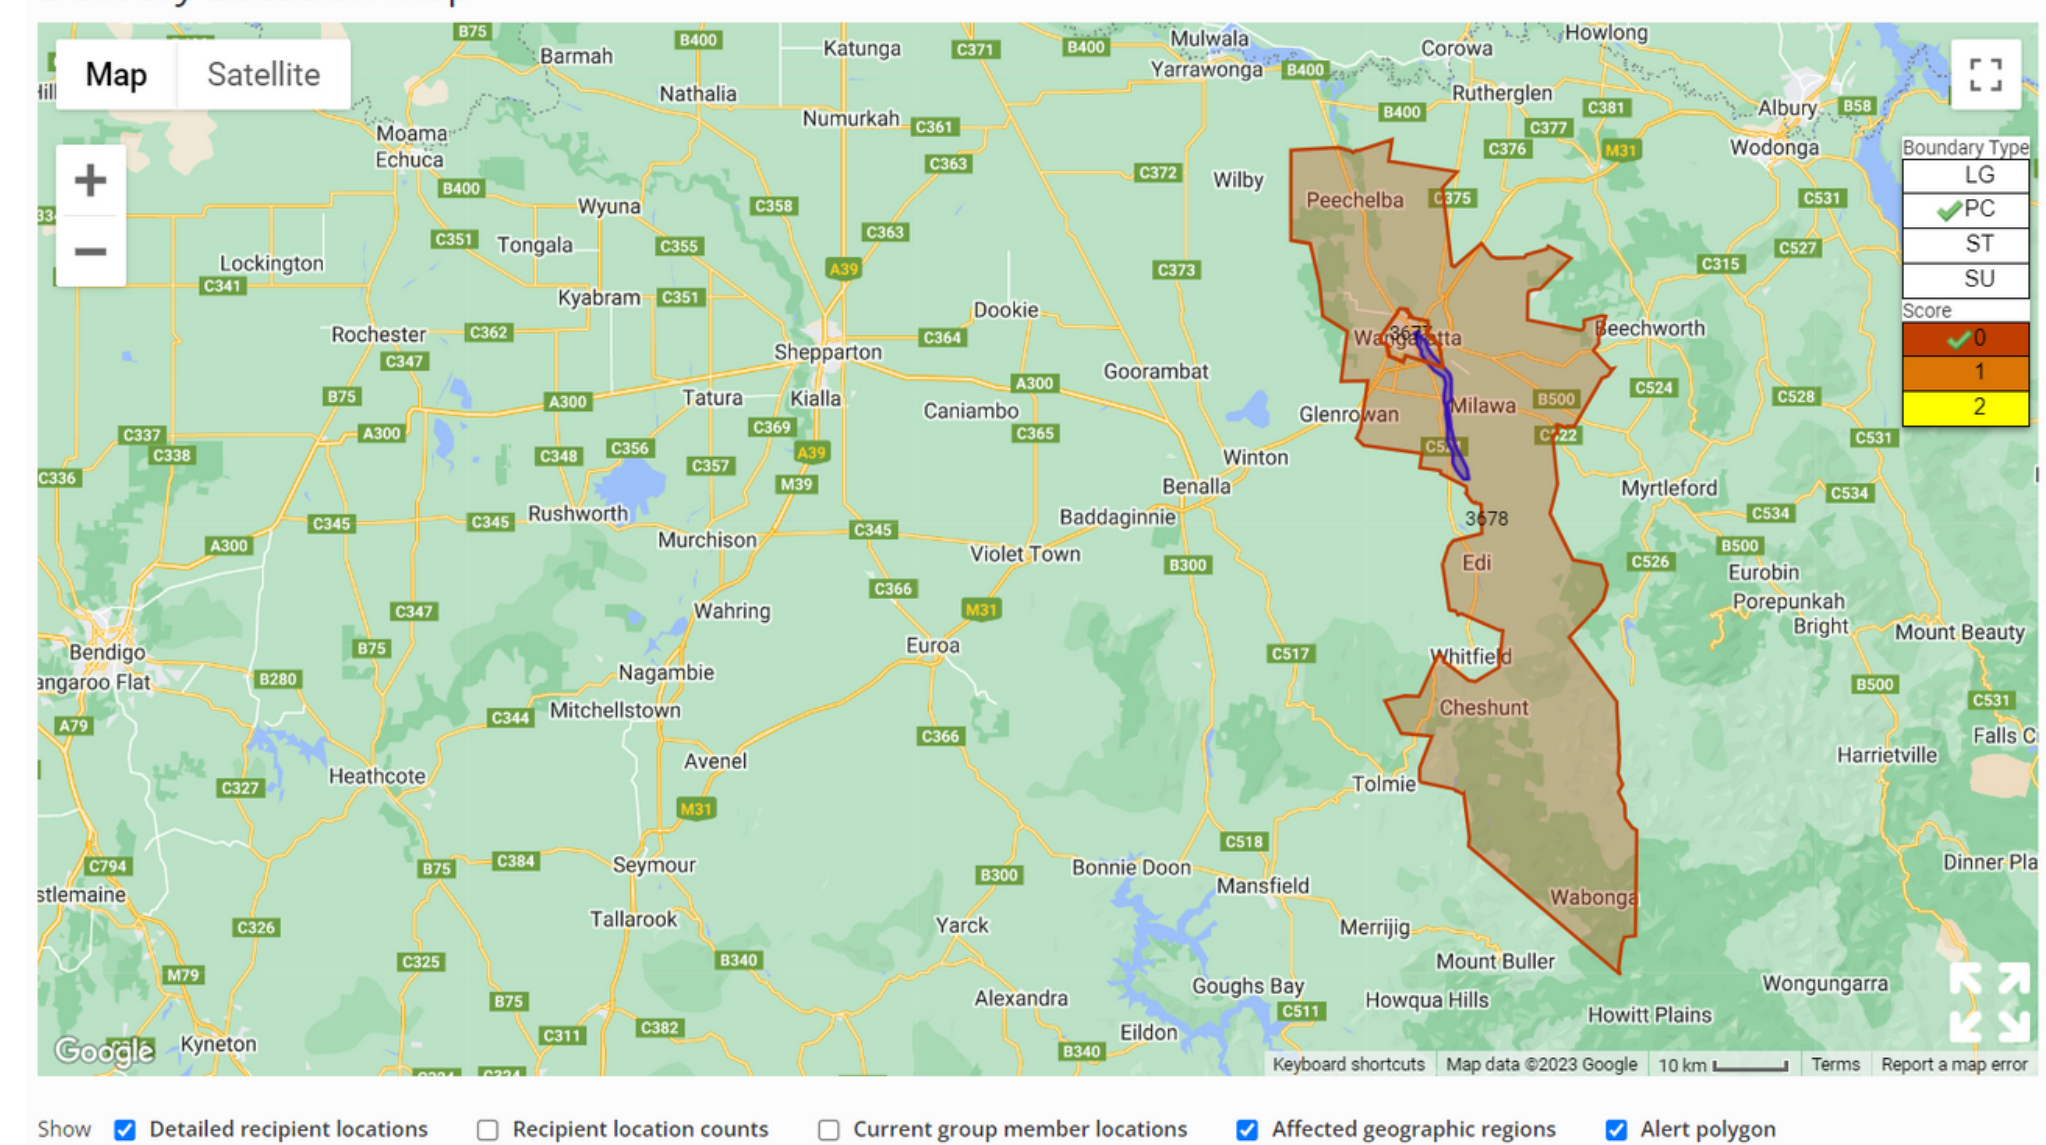 Map Satellite
B75
B400
Barmah
Katunga
C371
B400
Mulwala
Yarrawonga
B400
Corowa
Howlong
Nathalia
Numurkah
C361
B400
Rutherglen
C381
C377
C376
M31
Albury
B58
Wodonga
Moama
Echuca
B400
C363
C372
Wilby
Peechelba
C375
C531
Boundary Type
LG
PC
ST
SU
Score
0
1
2
Wyuna
C358
C351
Tongala
C355
C363
C527
Lockington
C341
A39
C373
C315
Kyabram
C351
Dookie
Rochester
C362
C364
Shepparton
C347
3677
Wangaratta
Beechworth
Goorambat
B75
A300
Tatura
Kialla
A300
Caniambo
C365
Glenrowan
Milawa
B500
C524
C528
C337
C338
A300
C369
C348
C356
A39
C357
M39
C336
C522
C531
Winton
Benalla
Myrtleford
C534
C345
C345
Rushworth
Murchison
C345
Baddaginnie
3678
C534
A300
Violet Town
B300
Edi
C526
B500
Eurobin
C366
Porepunkah
Bright
Mount Beauty
C347
Wahring
M31
B75
Euroa
C517
Whitfield
Bendigo
angaroo Flat
B280
Nagambie
Mitchellstown
C344
Cheshunt
B500
C531
A79
C366
Falls C
Avenel
Heathcote
C327
Tolmie
Harrietville
M31
C518
C794
B75
C384
Seymour
B300
Bonnie Doon
Mansfield
Dinner Pla
stlemaine
Wabonga
C326
Tallarook
Yarck
Merrijig
M79
C325
B340
Mount Buller
B75
Alexandra
Goughs Bay
C511
Howqua Hills
Wongungarra
Howitt Plains
C311
C382
Eildon
B340
Kyneton
Google
Keyboard shortcuts Map data ©2023 Google 10 km Terms Report a map error
Show Detailed recipient locations Recipient location counts Current group member locations Affected geographic regions Alert polygon